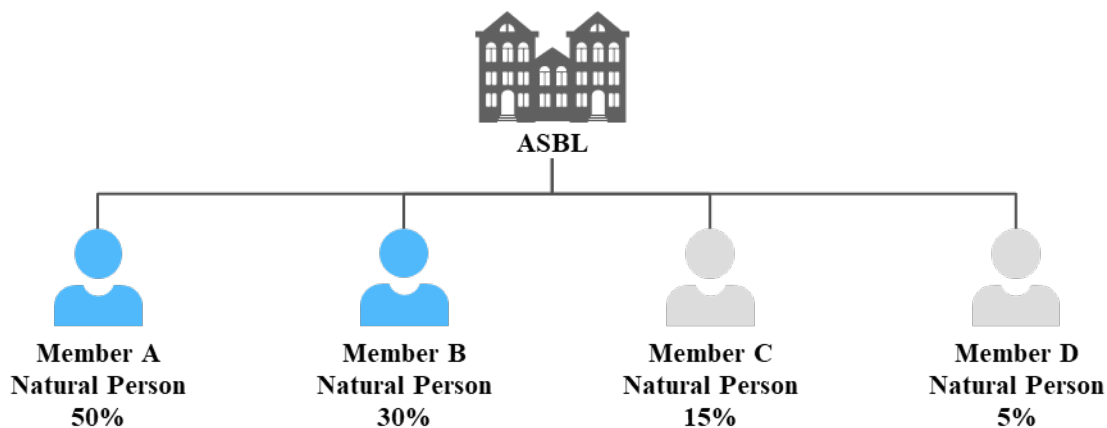 ASBL
Member A
Natural Person
50%
Member B
Natural Person
30%
Member C
Natural Person
15%
Member D
Natural Person
5%